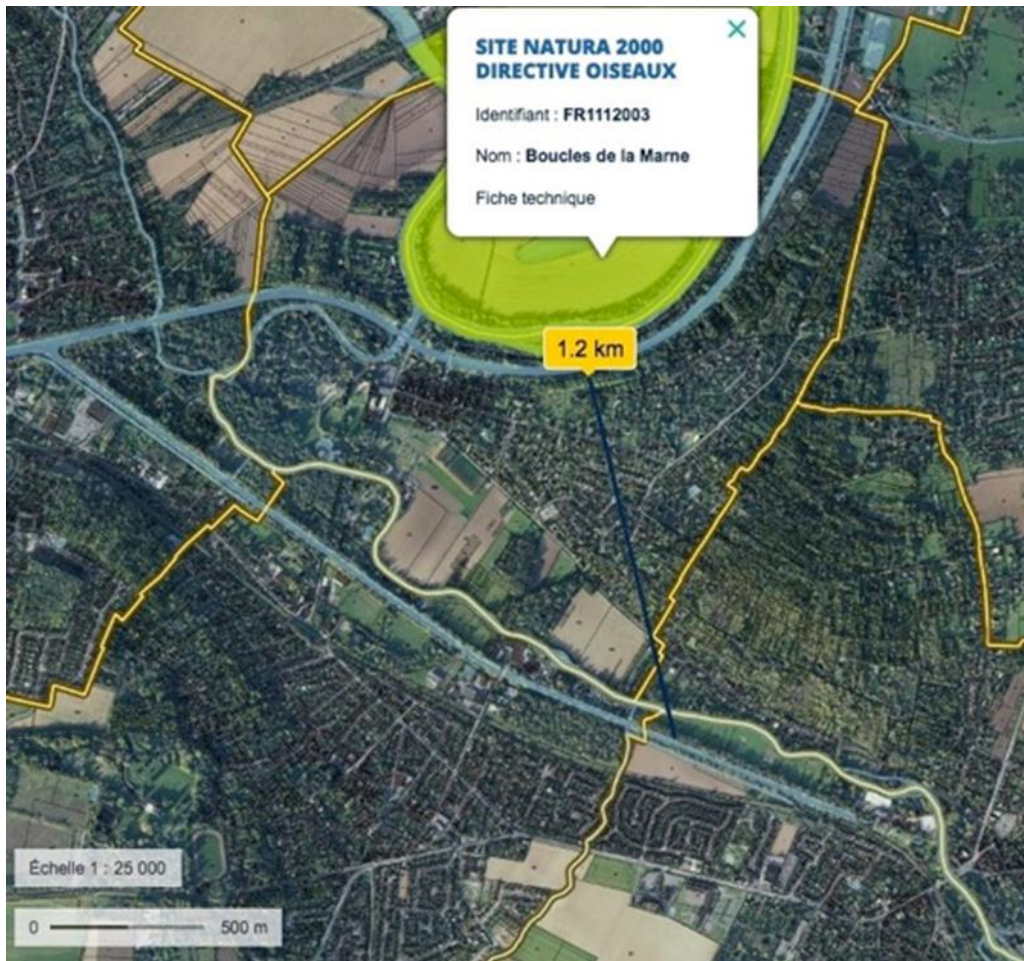 SITE NATURA 2000
DIRECTIVE OISEAUX
Identifiant : FR1112003
Nom : Boucles de la Marne
Fiche technique
1.2 km
Échelle 1 : 25 000
0 500 m